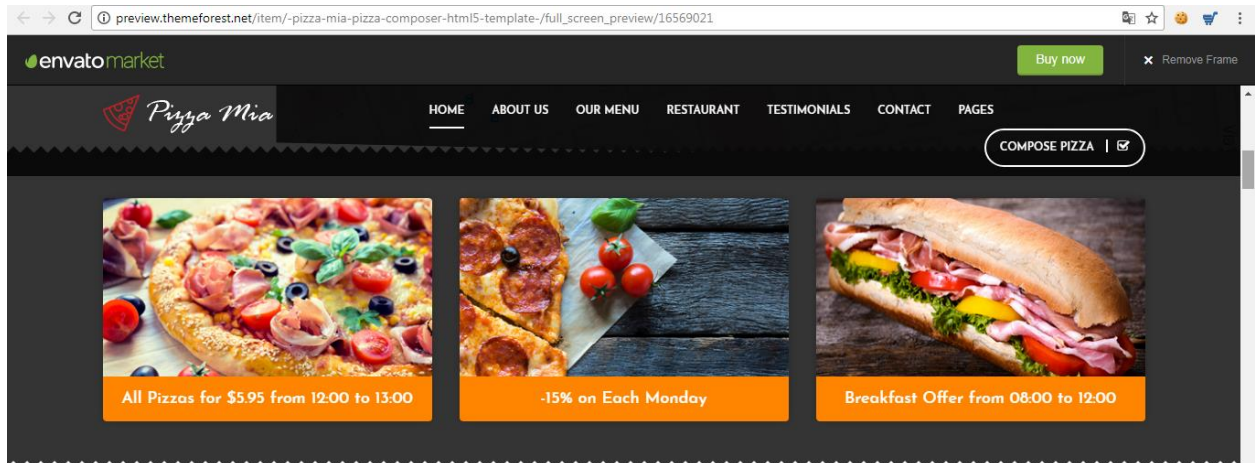 preview.themeforest.net/item/-pizza-mia-pizza-composer-html5-template-/full_screen_preview/16569021
envatomarket
Buy now
Remove Frame
Pizza Mia
HOME ABOUT US OUR MENU RESTAURANT TESTIMONIALS CONTACT PAGES
COMPOSE PIZZA |
All Pizzas for $5.95 from 12:00 to 13:00
-15% on Each Monday
Breakfast Offer from 08:00 to 12:00